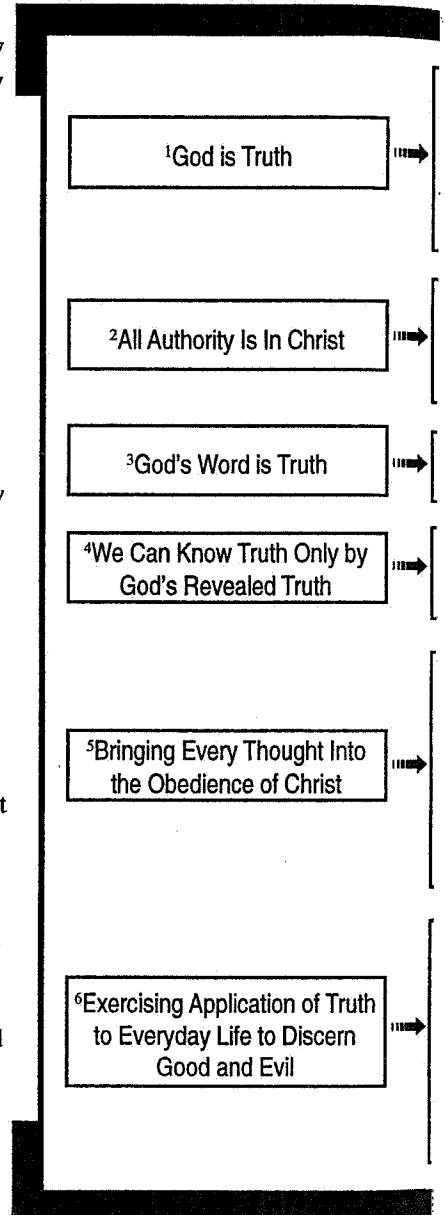 ¹God is Truth
²All Authority Is In Christ
³God's Word is Truth
⁴We Can Know Truth Only by
God's Revealed Truth
⁵Bringing Every Thought Into
the Obedience of Christ
⁶Exercising Application of Truth
to Everyday Life to Discern
Good and Evil